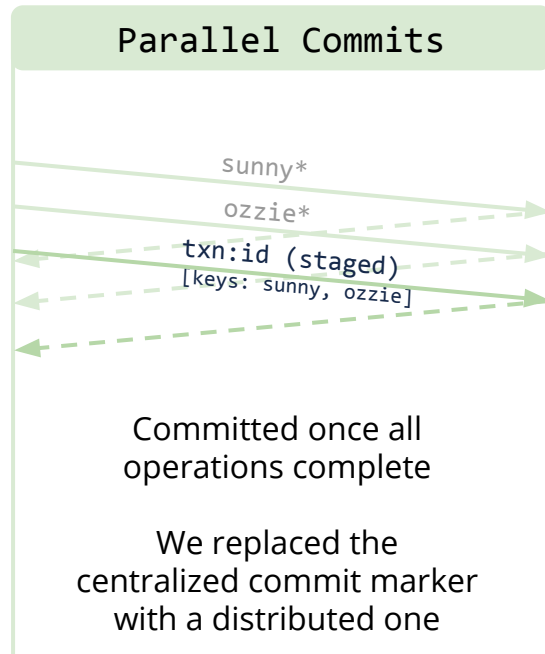 Parallel Commits
sunny*
ozzie*
txn:id (staged)
[keys: sunny, ozzie]
Committed once all
operations complete
We replaced the
centralized commit marker
with a distributed one